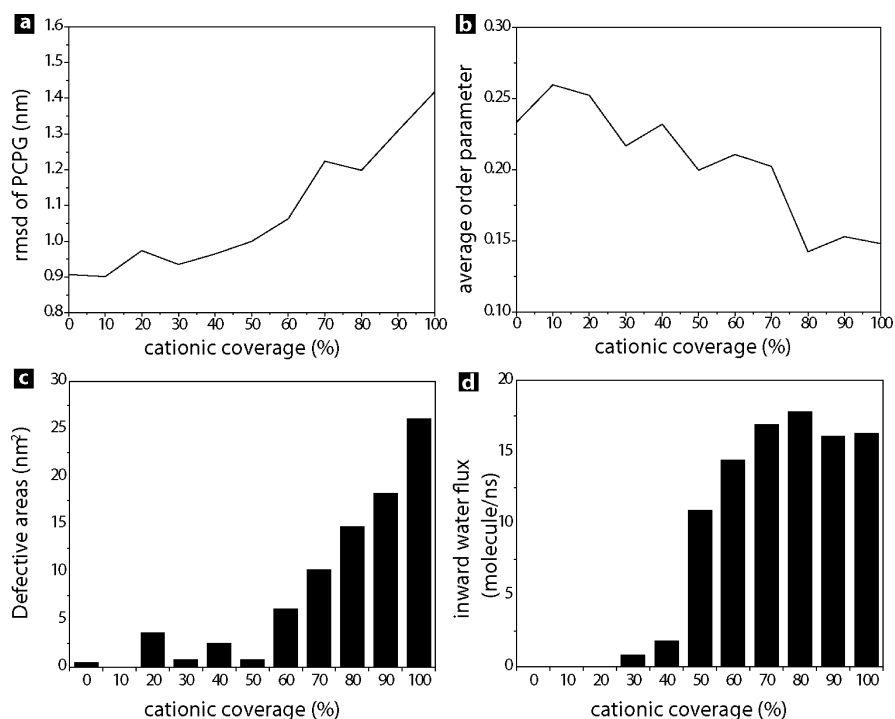 a
rmsd of PCPG (nm)
1.6
1.4
1.3
1.2
1.1
1.0
0.9
0.8
0 10 20 30 40 50 60 70 80 90 100
cationic coverage (%)
b
average order parameter
0.30
0.25
0.20
0.15
0.10
0 10 20 30 40 50 60 70 80 90 100
cationic coverage (%)
c
Defective areas (nm²)
30
25
20
15
10
5
0
0 10 20 30 40 50 60 70 80 90 100
cationic coverage (%)
d
inward water flux
(molecule/ns)
20
15
10
5
0
0 10 20 30 40 50 60 70 80 90 100
cationic coverage (%)